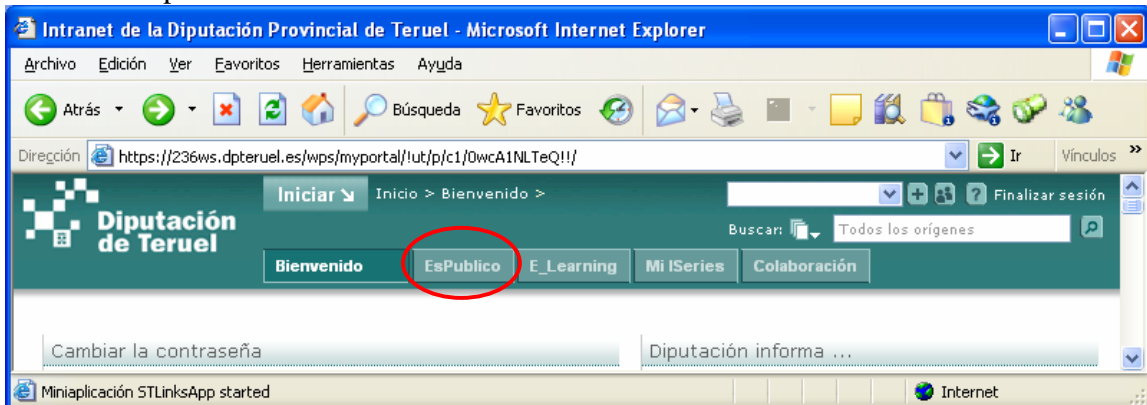 Intranet de la Diputación Provincial de Teruel - Microsoft Internet Explorer
Archivo Edición Ver Favoritos Herramientas Ayuda
Atrás Búsqueda Favoritos
Dirección https://236ws.dpteruel.es/wps/myportal/!ut/p/c1/0wcA1NLTeQ!!/ Ir Vínculos »
Iniciar Inicio > Bienvenido > ? Finalizar sesión
Diputación
de Teruel
Buscar: Todos los orígenes
Bienvenido EsPublico E_Learning Mi ISeries Colaboración
Cambiar la contraseña Diputación informa ...
Miniaplicación STLinksApp started Internet